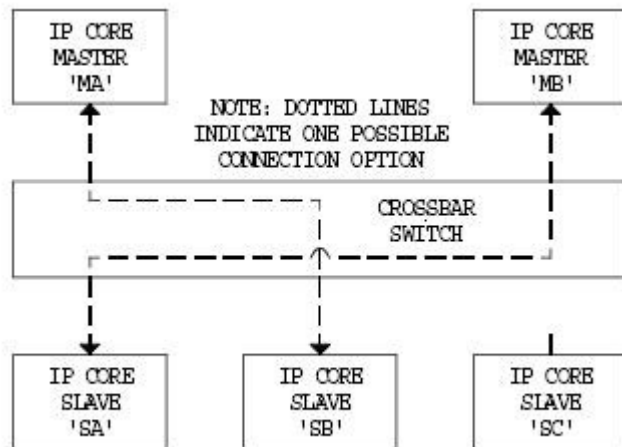 IP CORE
MASTER
'MA'
IP CORE
MASTER
'MB'
NOTE: DOTTED LINES
INDICATE ONE POSSIBLE
CONNECTION OPTION
CROSSBAR
SWITCH
IP CORE
SLAVE
'SA'
IP CORE
SLAVE
'SB'
IP CORE
SLAVE
'SC'